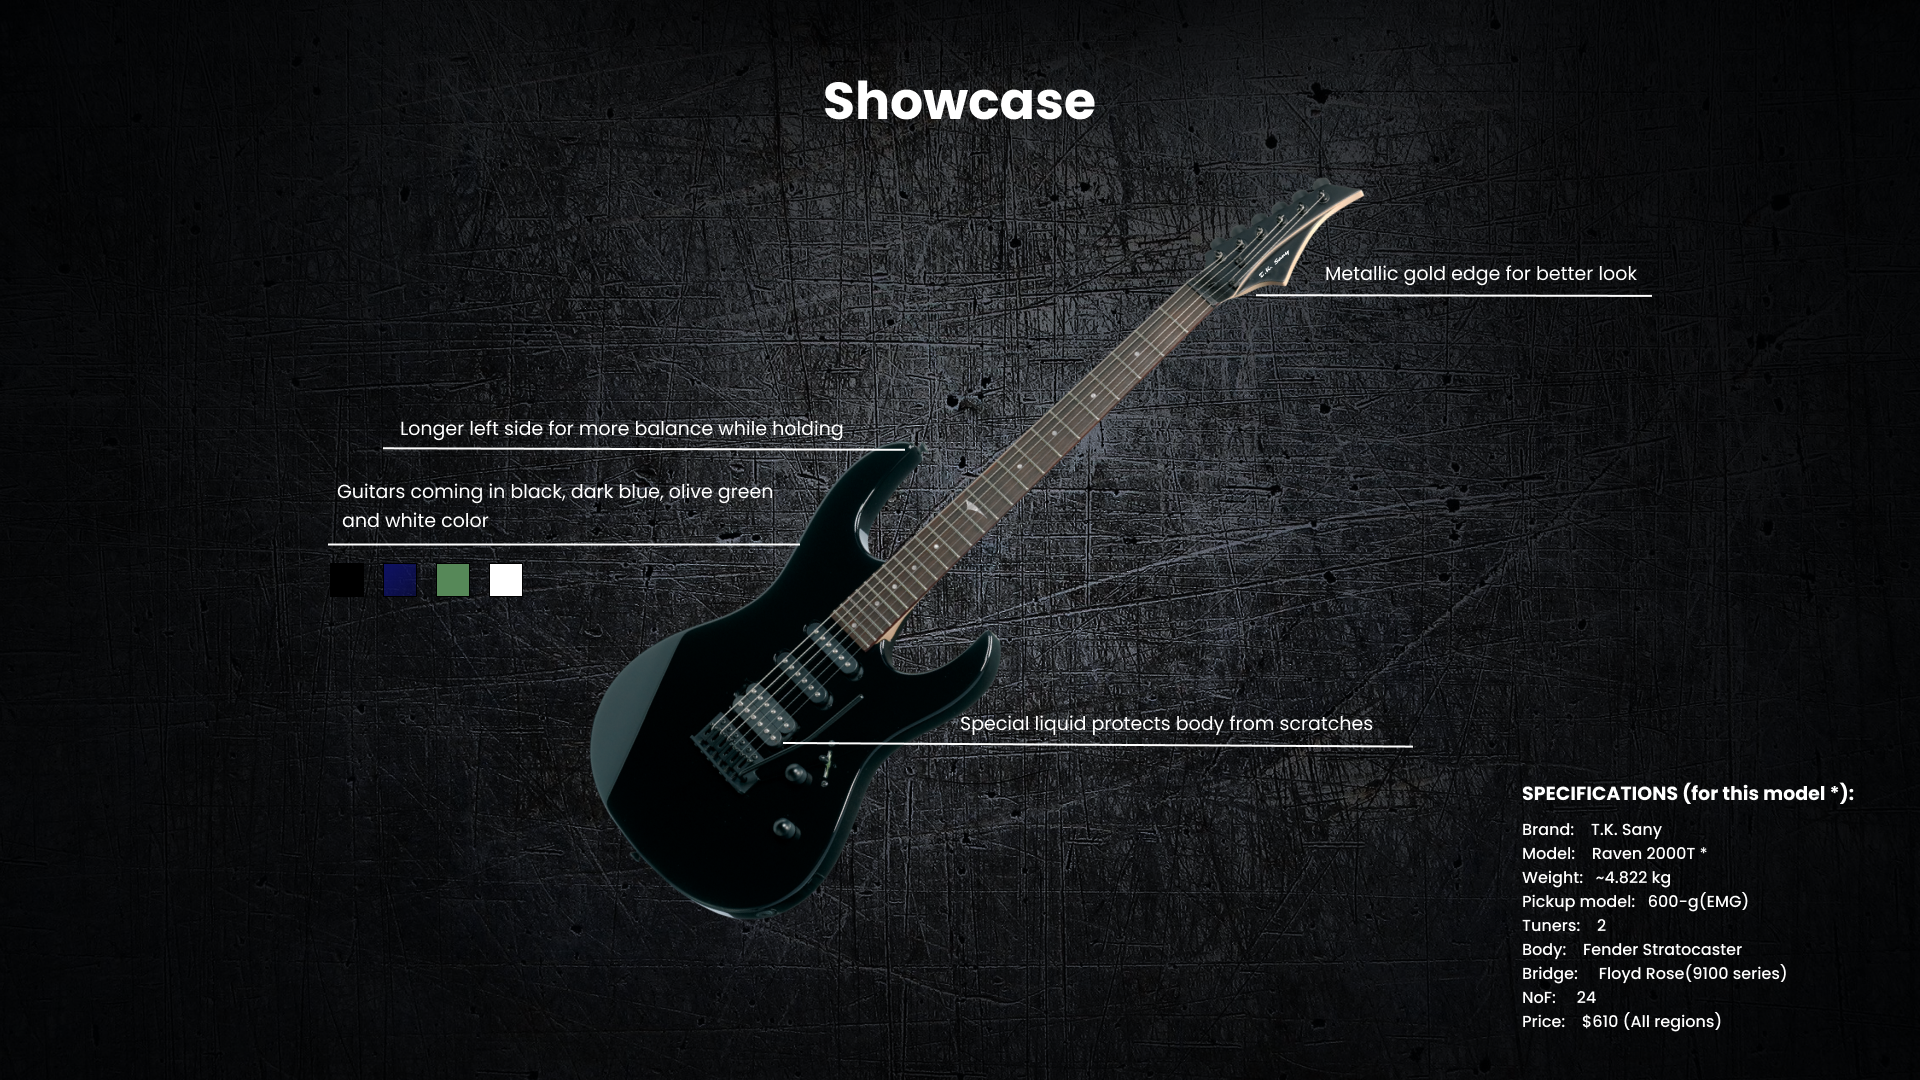 Showcase
T.K. Sany
Metallic gold edge for better look
Longer left side for more balance while holding
Guitars coming in black, dark blue, olive green
and white color
Special liquid protects body from scratches
SPECIFICATIONS (for this model *):
Brand: T.K. Sany
Model: Raven 2000T *
Weight: ~4.822 kg
Pickup model: 600-g(EMG)
Tuners: 2
Body: Fender Stratocaster
Bridge: Floyd Rose(9100 series)
NoF: 24
Price: $610 (All regions)